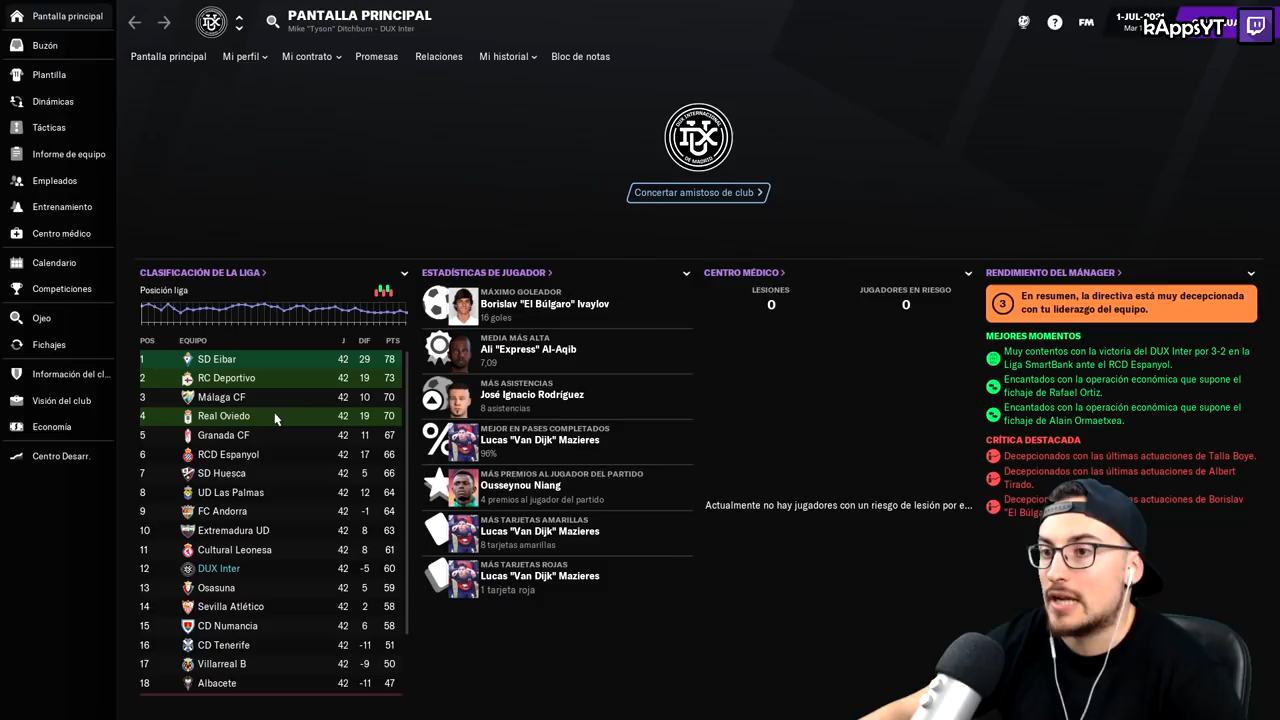 Pantalla principal
PANTALLA PRINCIPAL
Mike "Tyson" Ditchburn - DUX Inter
FM
1-JUL-2021
Mar 1
kAppsYT
Pantalla principal
Mi perfil
Mi contrato
Promesas
Relaciones
Mi historial
Bloc de notas
Buzón
Plantilla
Dinámicas
Tácticas
Informe de equipo
Empleados
Entrenamiento
Centro médico
Calendario
Competiciones
Ojeo
Fichajes
Información del cl...
Visión del club
Economía
Centro Desarr.
DUX INTERNACIONAL
DE MADRID
Concertar amistoso de club >
CLASIFICACIÓN DE LA LIGA >
Posición liga
POS EQUIPO J DIF PTS
1 SD Eibar 42 29 78
2 RC Deportivo 42 19 73
3 Málaga CF 42 10 70
4 Real Oviedo 42 19 70
5 Granada CF 42 11 67
6 RCD Espanyol 42 17 66
7 SD Huesca 42 5 66
8 UD Las Palmas 42 12 64
9 FC Andorra 42 -1 64
10 Extremadura UD 42 8 63
11 Cultural Leonesa 42 8 61
12 DUX Inter 42 -5 60
13 Osasuna 42 5 59
14 Sevilla Atlético 42 2 58
15 CD Numancia 42 6 58
16 CD Tenerife 42 -11 51
17 Villarreal B 42 -9 50
18 Albacete 42 -11 47
ESTADÍSTICAS DE JUGADOR >
MÁXIMO GOLEADOR
Borislav "El Búlgaro" Ivaylov
16 goles
MEDIA MÁS ALTA
Ali "Express" Al-Aqib
7,09
MÁS ASISTENCIAS
José Ignacio Rodríguez
8 asistencias
MEJOR EN PASES COMPLETADOS
Lucas "Van Dijk" Mazieres
96%
MÁS PREMIOS AL JUGADOR DEL PARTIDO
Ousseynou Niang
4 premios al jugador del partido
MÁS TARJETAS AMARILLAS
Lucas "Van Dijk" Mazieres
8 tarjetas amarillas
MÁS TARJETAS ROJAS
Lucas "Van Dijk" Mazieres
1 tarjeta roja
CENTRO MÉDICO >
LESIONES JUGADORES EN RIESGO
0 0
Actualmente no hay jugadores con un riesgo de lesión por e...
RENDIMIENTO DEL MÁNAGER >
3 En resumen, la directiva está muy decepcionada
con tu liderazgo del equipo.
MEJORES MOMENTOS
Muy contentos con la victoria del DUX Inter por 3-2 en la
Liga SmartBank ante el RCD Espanyol.
Encantados con la operación económica que supone el
fichaje de Rafael Ortiz.
Encantados con la operación económica que supone el
fichaje de Alain Ormaetxea.
CRÍTICA DESTACADA
Decepcionados con las últimas actuaciones de Talla Boye.
Decepcionados con las últimas actuaciones de Albert
Tirado.
actuaciones de Borislav
"El